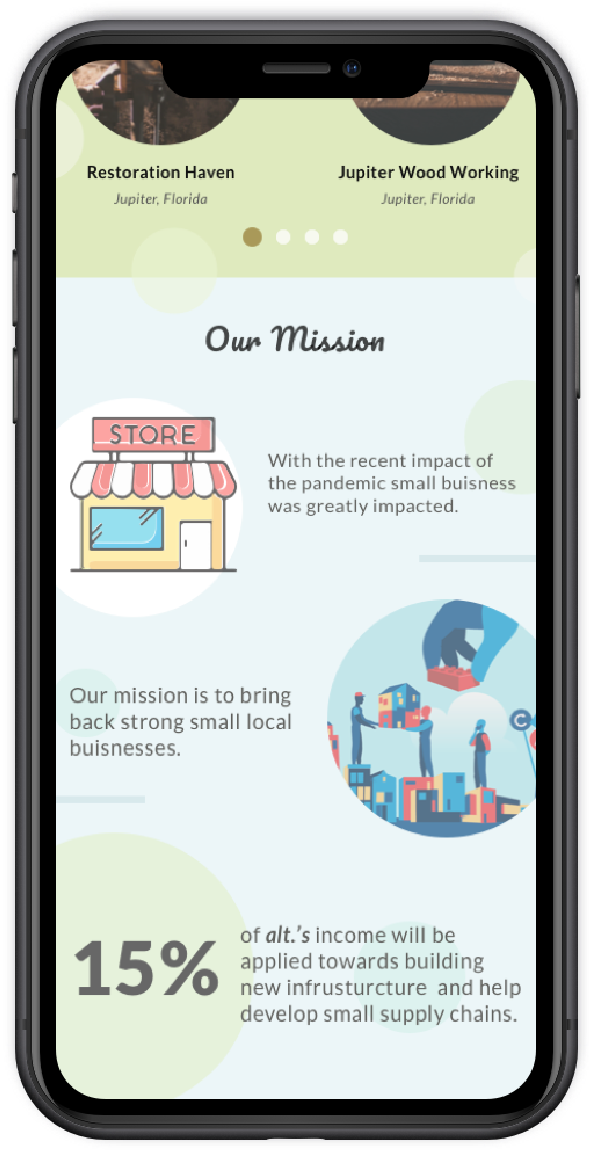 Restoration Haven
Jupiter, Florida
Jupiter Wood Working
Jupiter, Florida
Our Mission
STORE
With the recent impact of
the pandemic small buisness
was greatly impacted.
Our mission is to bring
back strong small local
buisnesses.
C
15%
of alt.'s income will be
applied towards building
new infrusturcture and help
develop small supply chains.